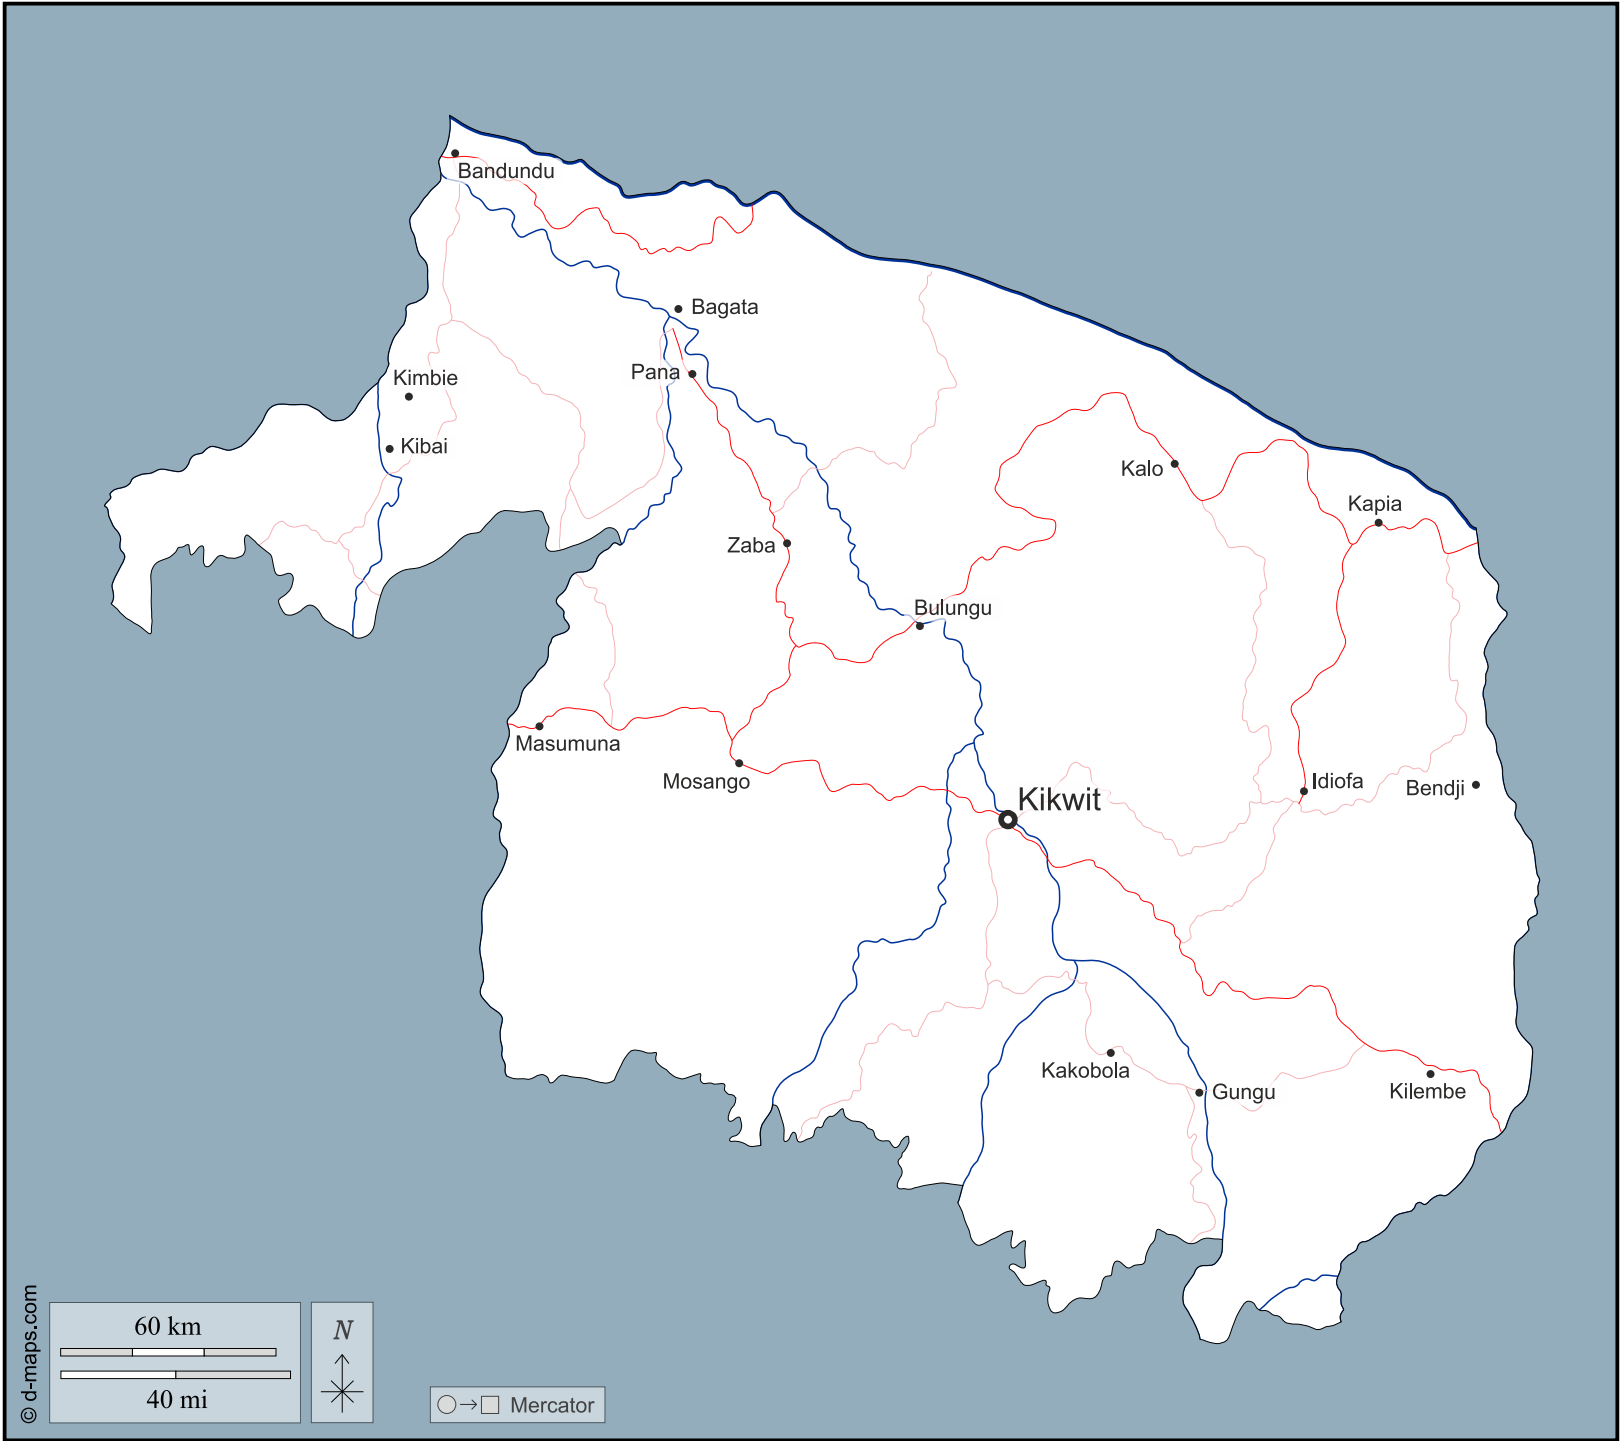 Bandundu
Bagata
Pana
Kimbie
Kibai
Kalo
Kapia
Zaba
Bulungu
Masumuna
Mosango
Kikwit
Idiofa
Bendji
Kakobola
Gungu
Kilembe
© d-maps.com
60 km
40 mi
N
Mercator